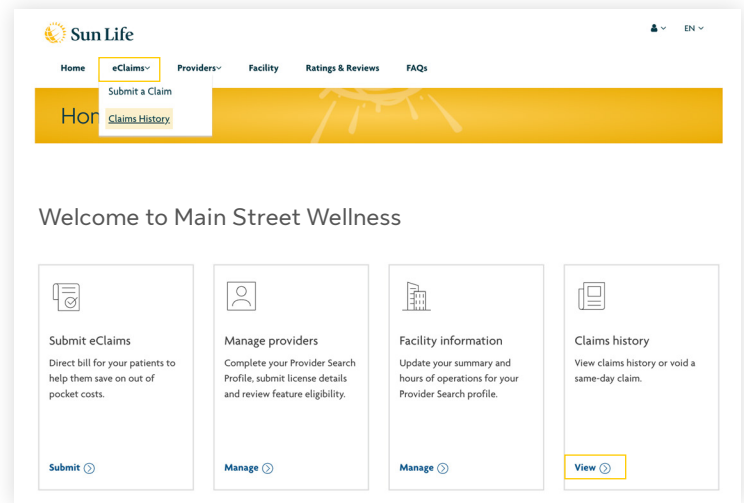 Sun Life
EN
Home eClaims Providers Facility Ratings & Reviews FAQs
Submit a Claim
Claims History
Hor
Welcome to Main Street Wellness
Submit eClaims
Direct bill for your patients to
help them save on out of
pocket costs.
Submit
Manage providers
Complete your Provider Search
Profile, submit license details
and review feature eligibility.
Manage
Facility information
Update your summary and
hours of operations for your
Provider Search profile.
Manage
Claims history
View claims history or void a
same-day claim.
View